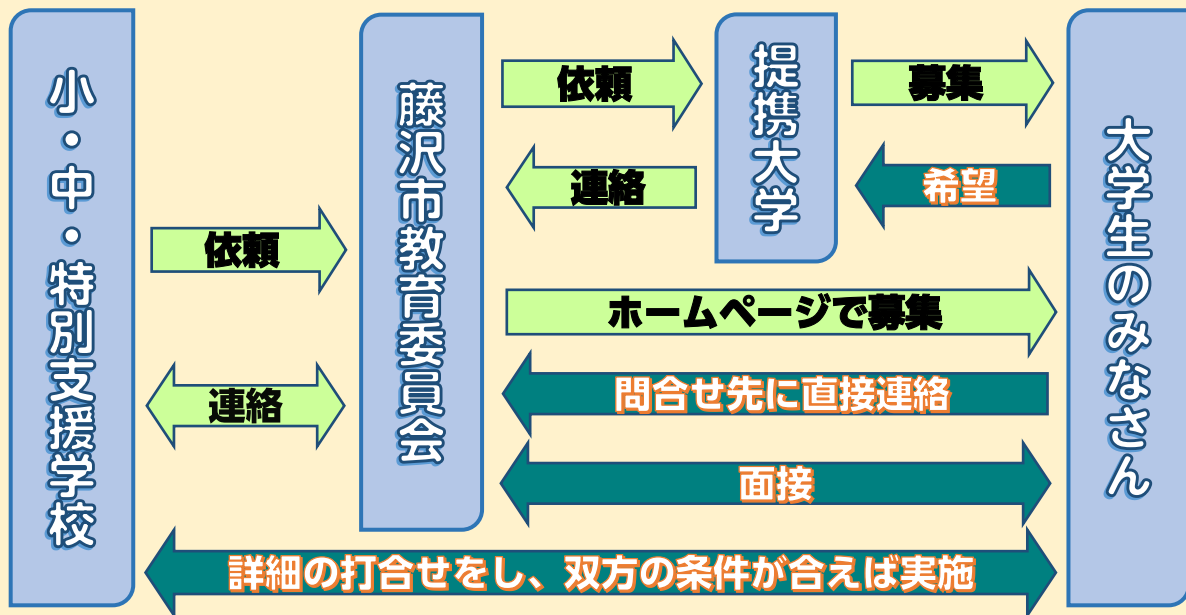 小・中・特別支援学校
依頼
連絡
藤沢市教育委員会
依頼
連絡
提携大学
募集
希望
ホームページで募集
問合せ先に直接連絡
面接
詳細の打合せをし、双方の条件が合えば実施
大学生のみなさん